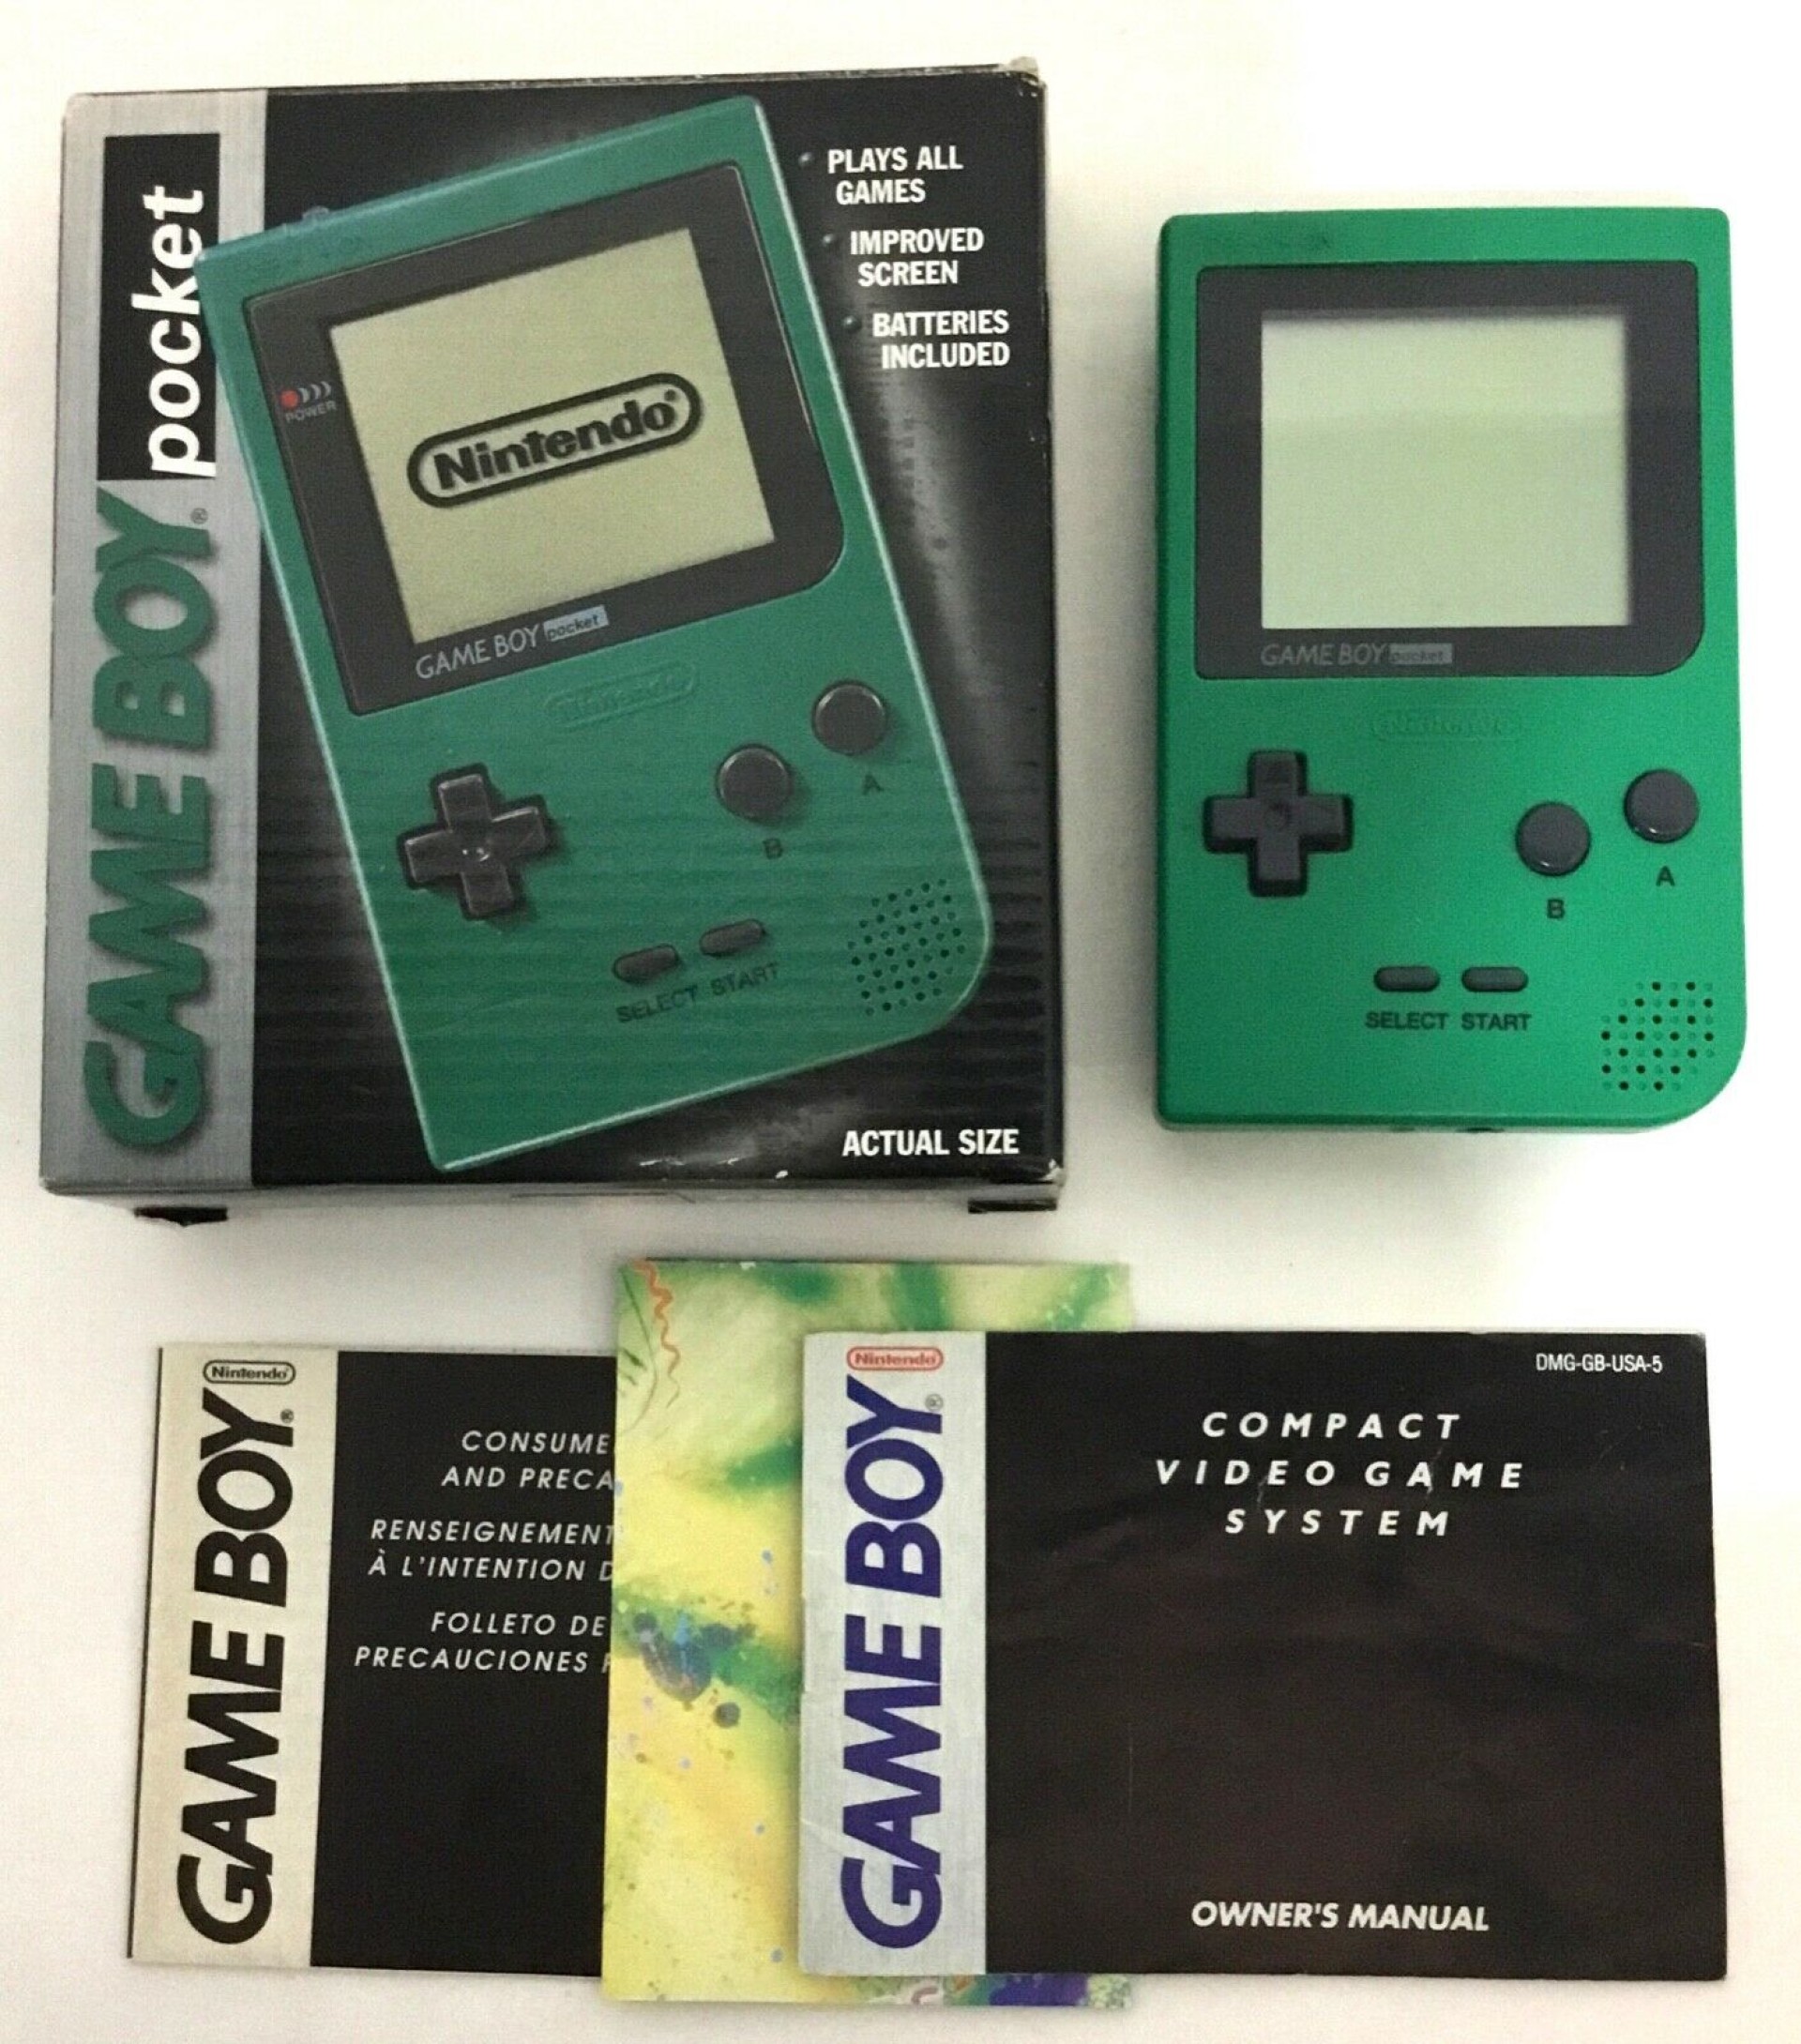 GAME BOY®
pocket
PLAYS ALL
GAMES
IMPROVED
SCREEN
BATTERIES
INCLUDED
POWER
Nintendo®
GAME BOY pocket
Nintendo
A
B
SELECT START
ACTUAL SIZE
GAME BOY pocket
Nintendo
A
B
SELECT START
Nintendo®
GAME BOY®
CONSUME
AND PRECA
RENSEIGNEMENT
À L'INTENTION D
FOLLETO DE
PRECAUCIONES
Nintendo®
GAME BOY®
DMG-GB-USA-5
COMPACT
VIDEO GAME
SYSTEM
OWNER'S MANUAL